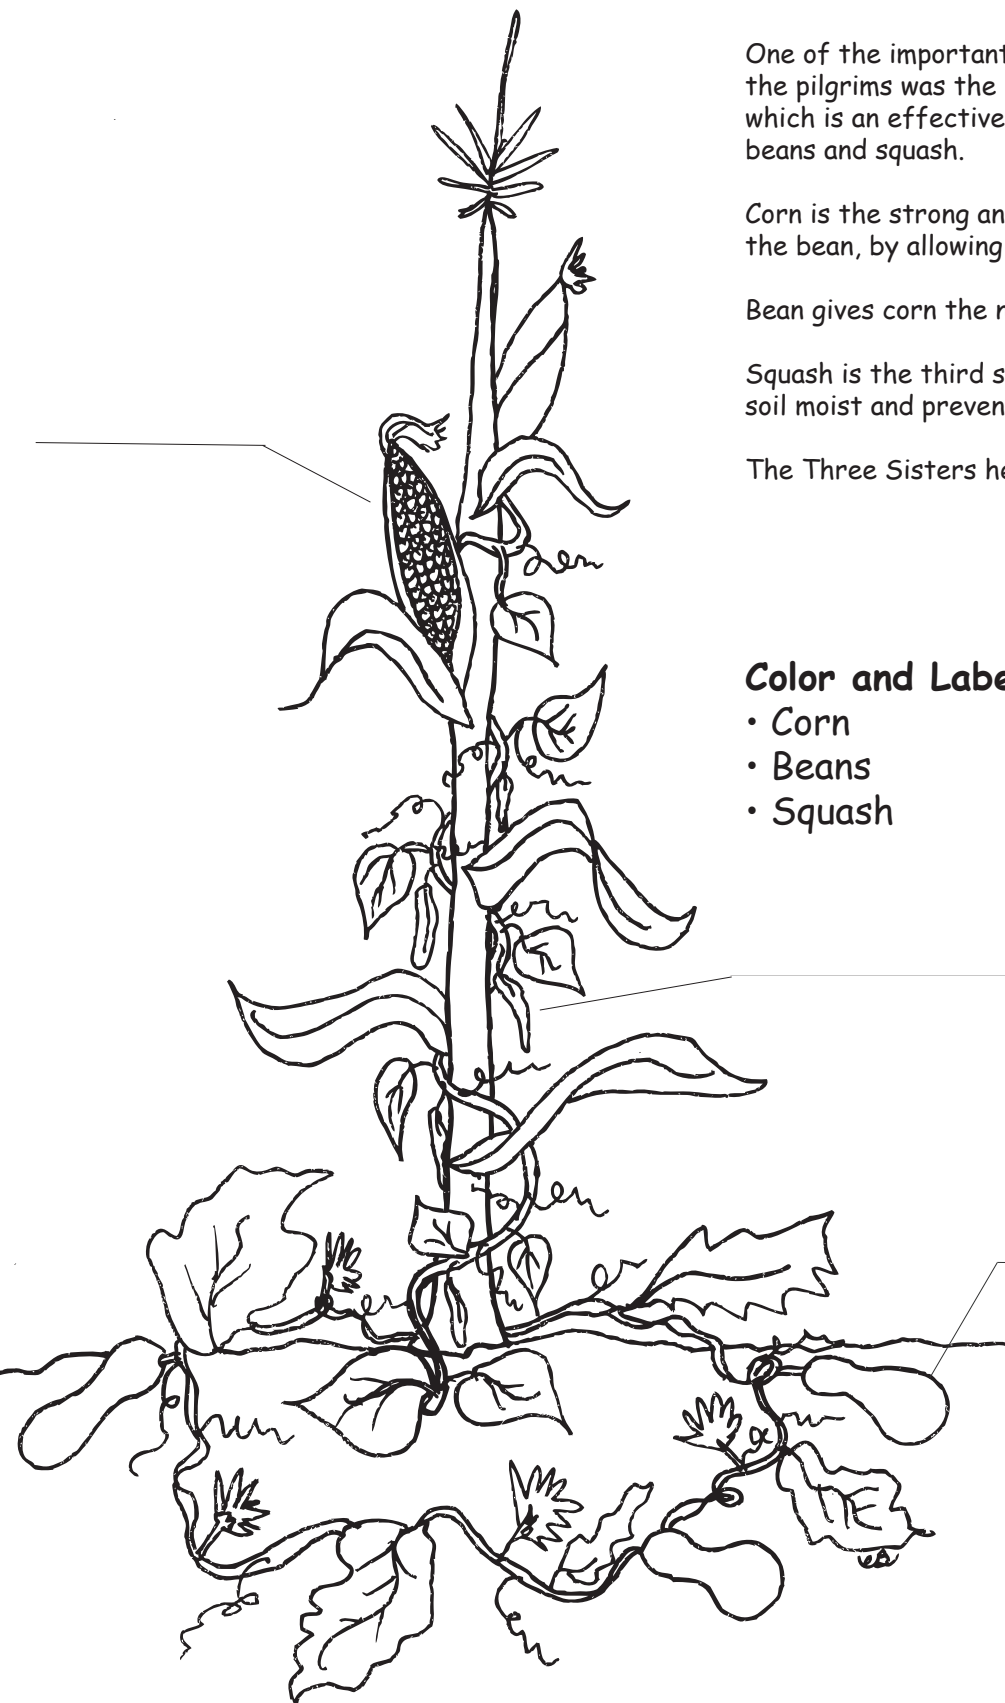 One of the important
the pilgrims was the
which is an effective
beans and squash.
Corn is the strong an
the bean, by allowing
Bean gives corn the
Squash is the third s
soil moist and preven
The Three Sisters he
Color and Labe
• Corn
• Beans
• Squash